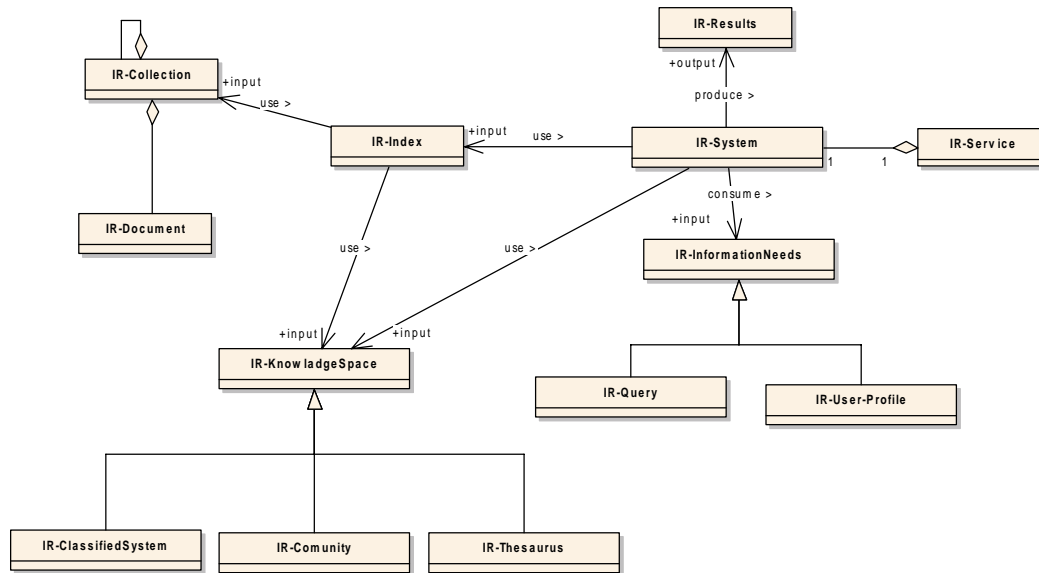 IR-Results
+output
produce >
IR-Collection
+input
use >
IR-Index
+input
use >
IR-System
1
1
IR-Service
consume >
+input
IR-Document
use >
use >
IR-InformationNeeds
+input
+input
IR-KnowladgeSpace
IR-Query
IR-User-Profile
IR-ClassifiedSystem
IR-Comunity
IR-Thesaurus